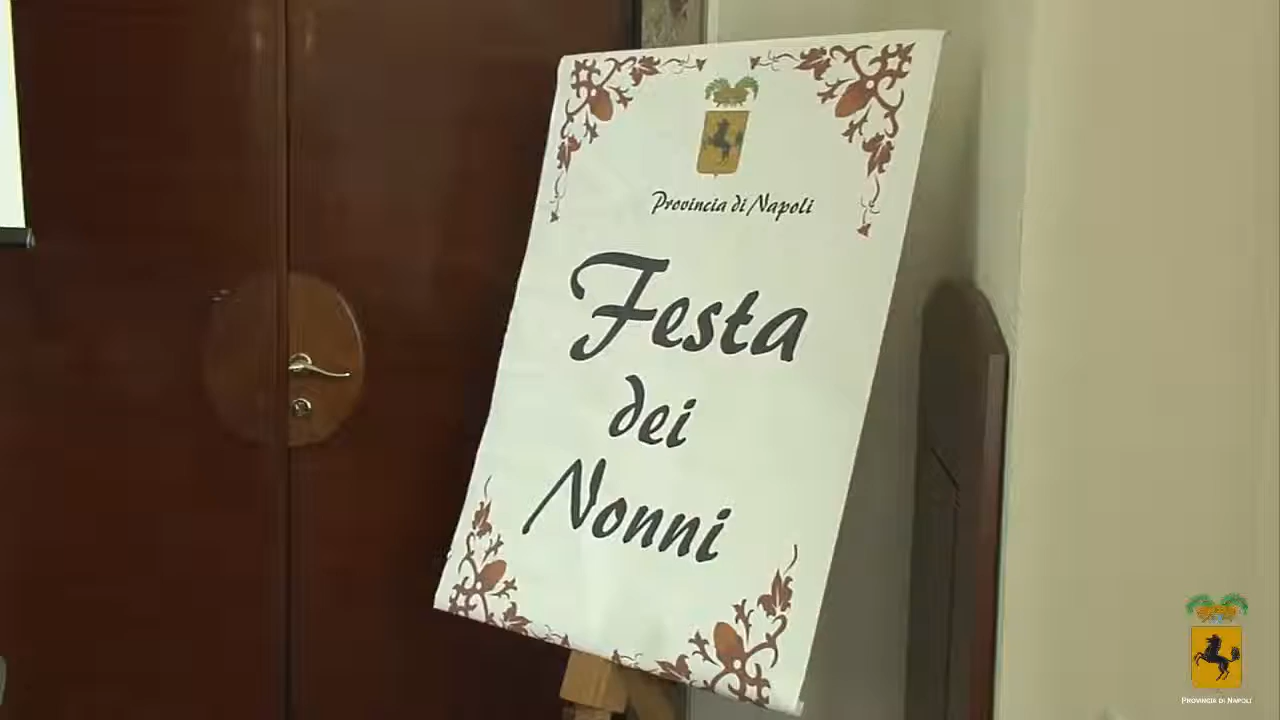 Provincia di Napoli
Festa
dei
Nonni
PROVINCIA DI NAPOLI